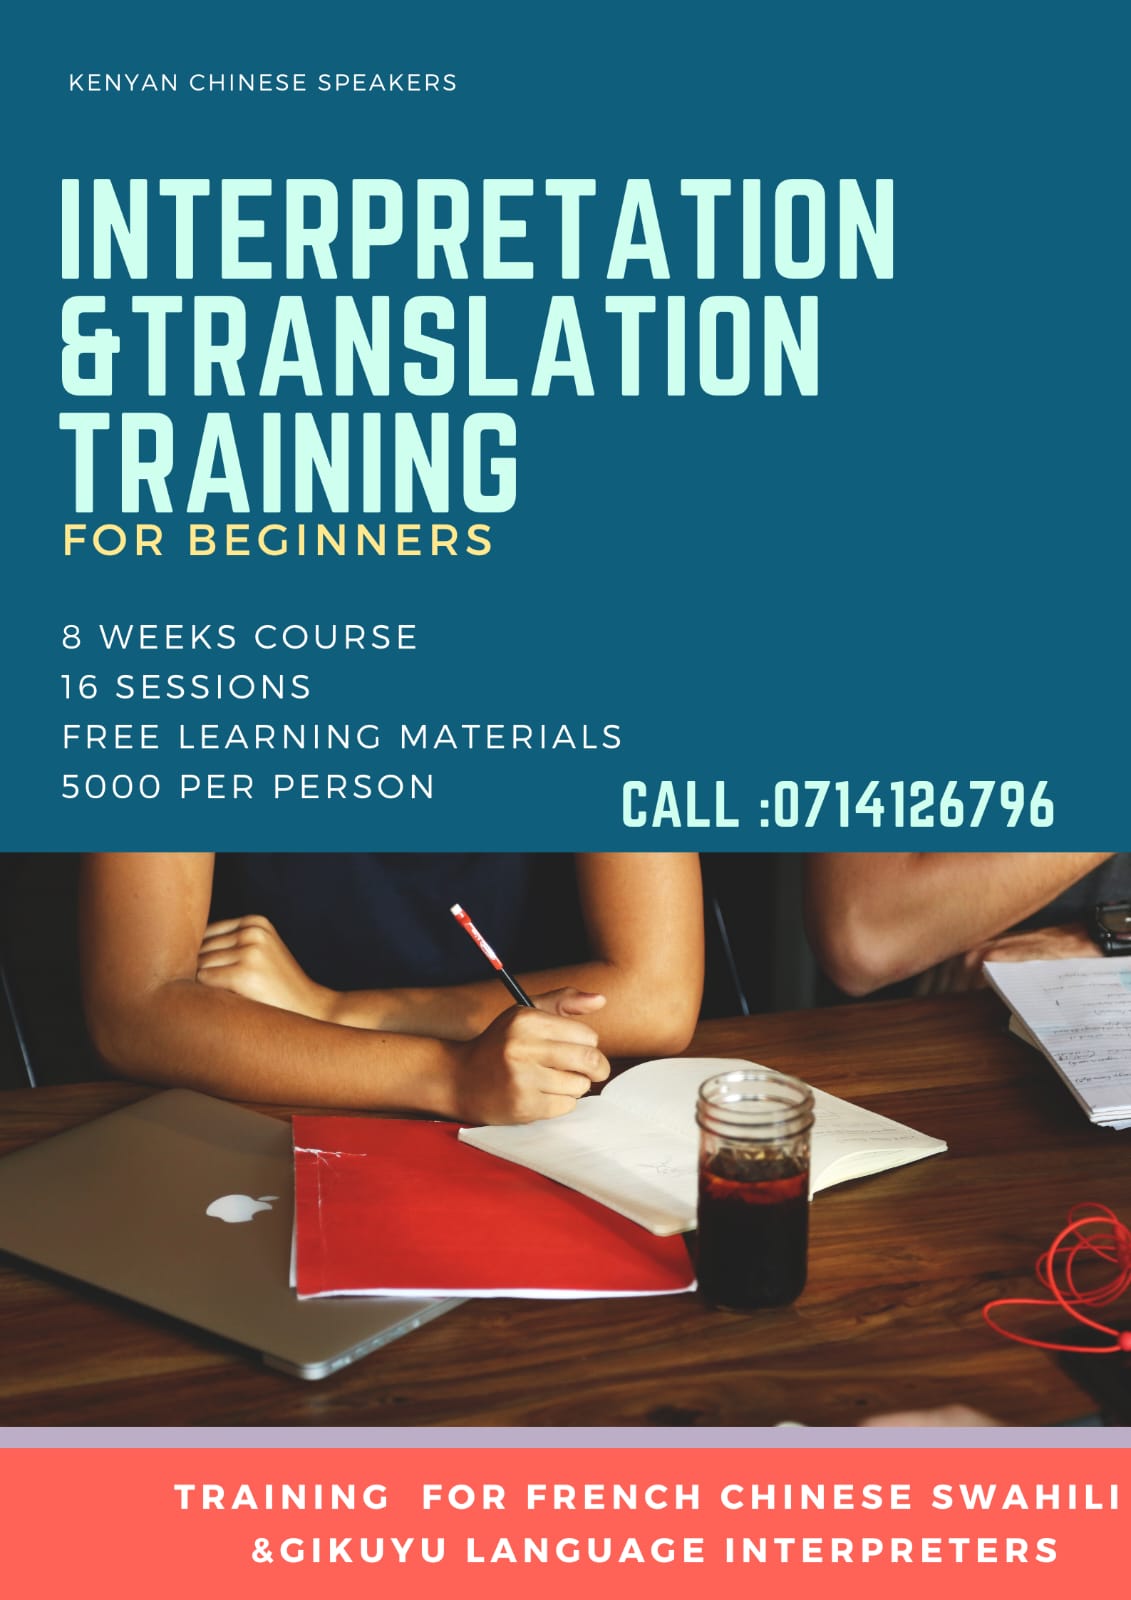 KENYAN CHINESE SPEAKERS
INTERPRETATION
&TRANSLATION
TRAINING
FOR BEGINNERS
8 WEEKS COURSE
16 SESSIONS
FREE LEARNING MATERIALS
5000 PER PERSON
CALL :0714126796
TRAINING FOR FRENCH CHINESE SWAHILI
&GIKUYU LANGUAGE INTERPRETERS